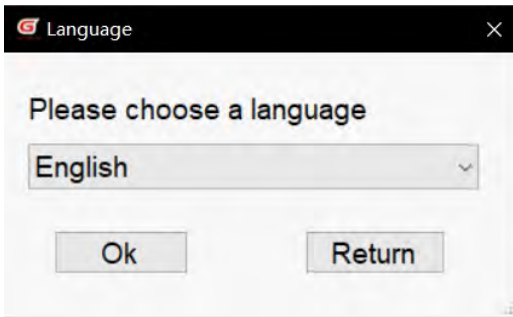 Language
Please choose a language
English
Ok
Return